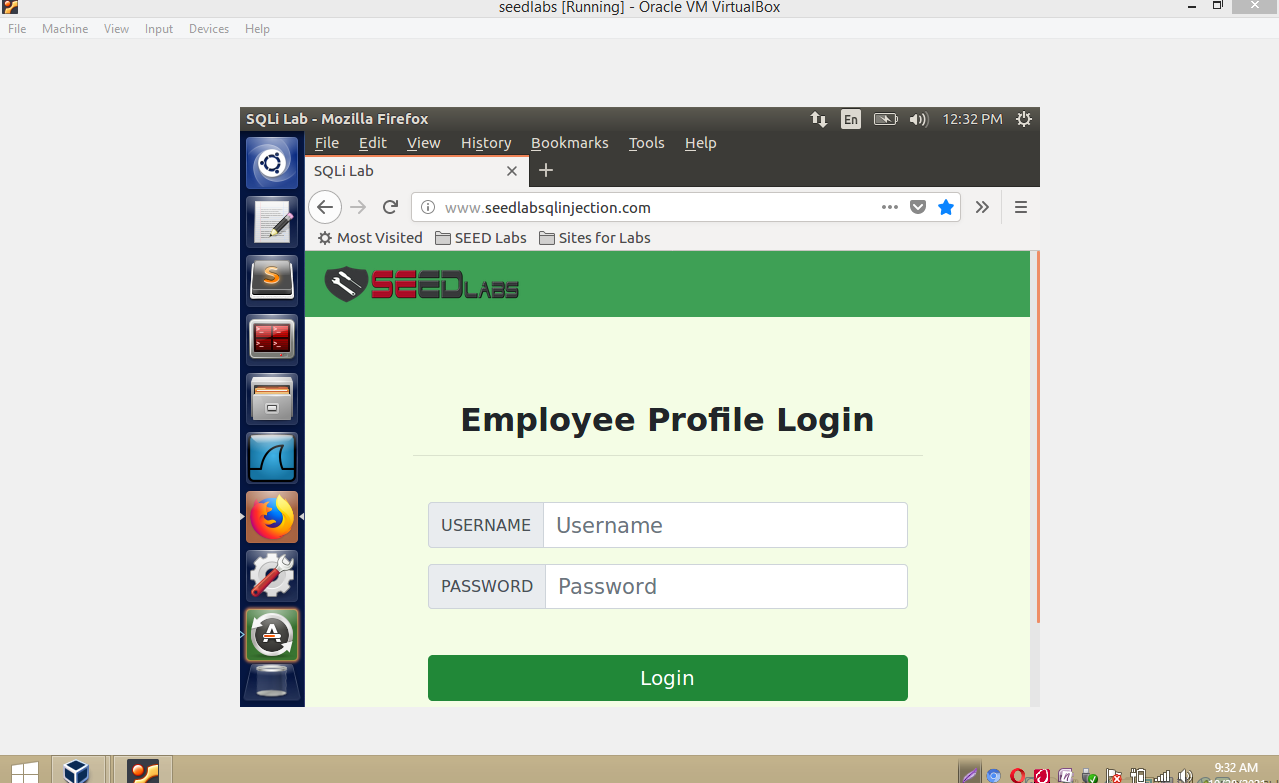 seedlabs [Running] - Oracle VM VirtualBox
File Machine View Input Devices Help
SQLi Lab - Mozilla Firefox En 12:32 PM
File Edit View History Bookmarks Tools Help
SQLi Lab
www.seedlabsqlinjection.com
Most Visited SEED Labs Sites for Labs
SEEDLABS
Employee Profile Login
USERNAME Username
PASSWORD Password
Login
9:32 AM